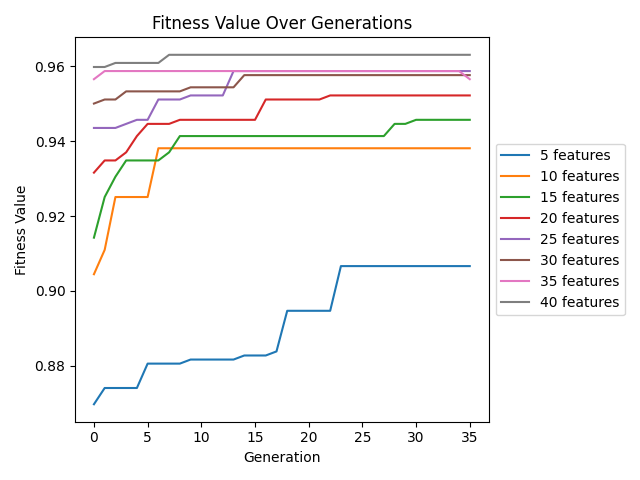 Fitness Value Over Generations
Fitness Value
0.96
0.94
0.92
0.90
0.88
0 5 10 15 20 25 30 35
Generation
5 features
10 features
15 features
20 features
25 features
30 features
35 features
40 features